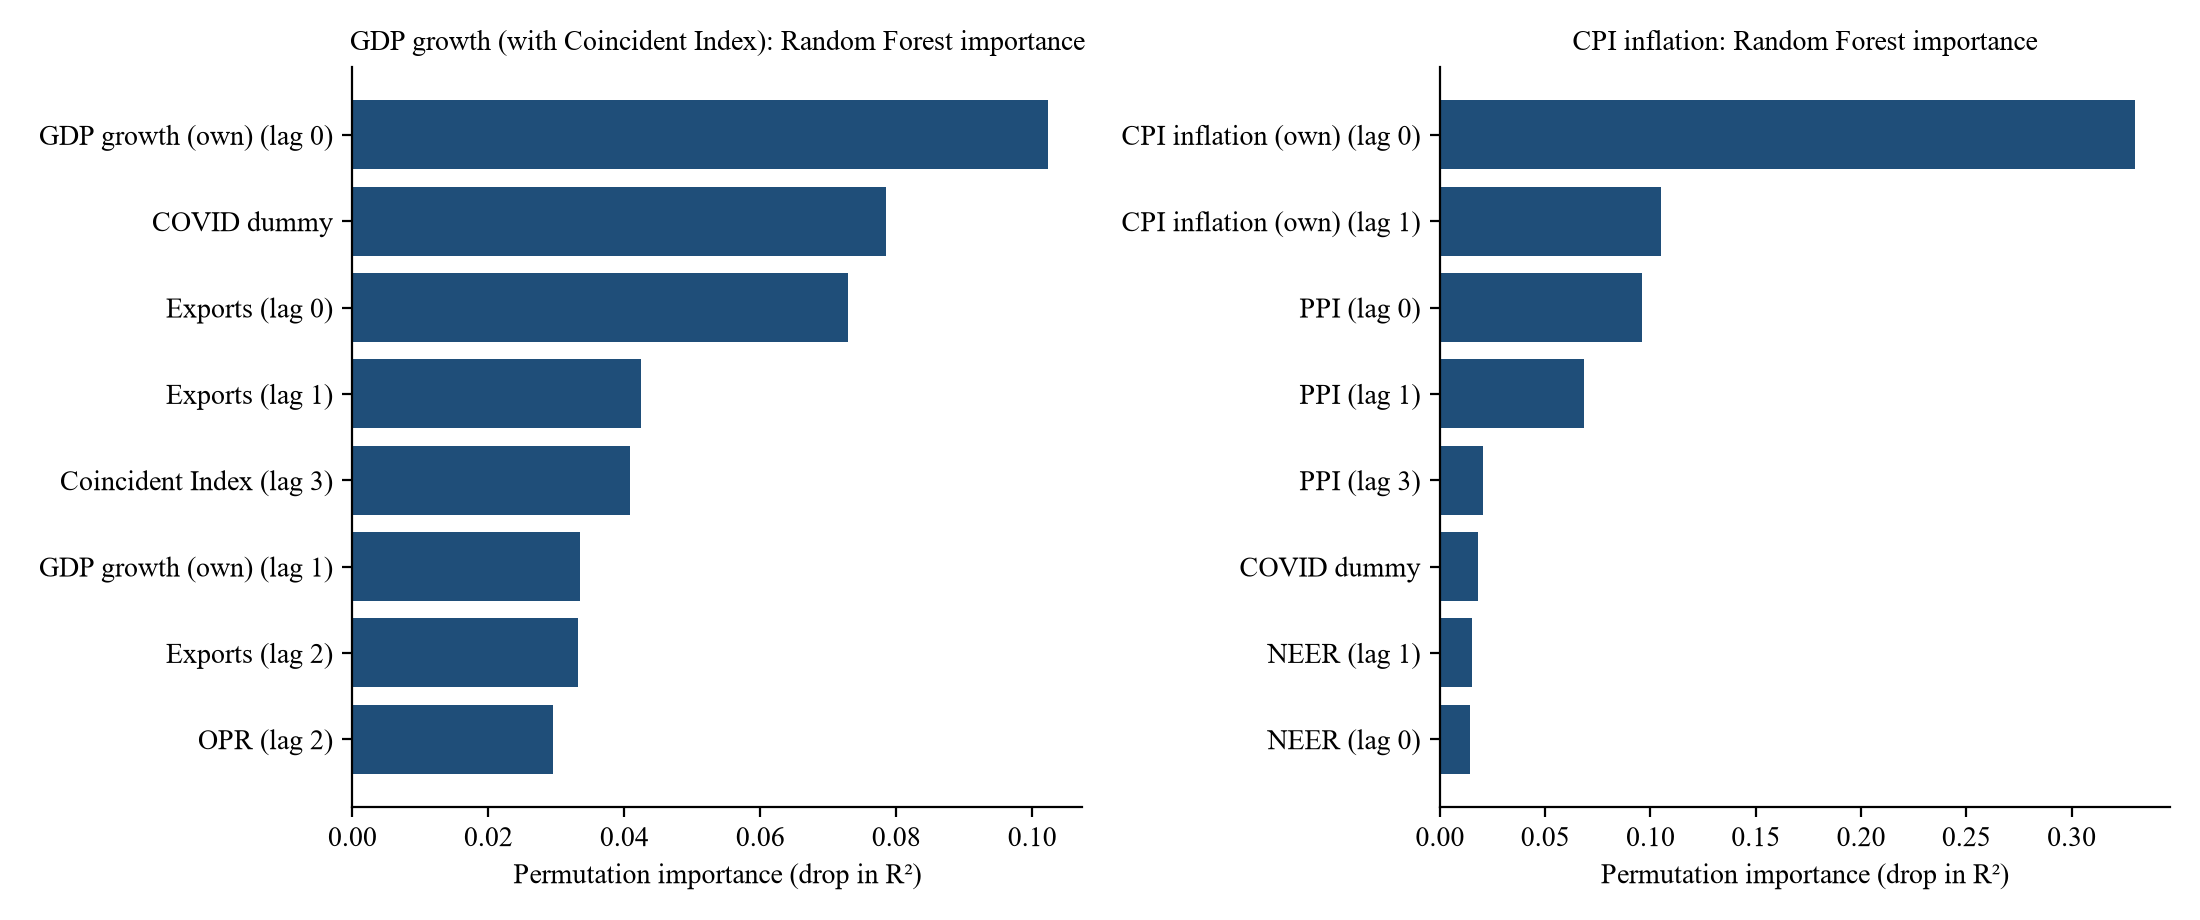 GDP growth (with Coincident Index): Random Forest importance
GDP growth (own) (lag 0)
COVID dummy
Exports (lag 0)
Exports (lag 1)
Coincident Index (lag 3)
GDP growth (own) (lag 1)
Exports (lag 2)
OPR (lag 2)
0.00 0.02 0.04 0.06 0.08 0.10
Permutation importance (drop in R²)
CPI inflation: Random Forest importance
CPI inflation (own) (lag 0)
CPI inflation (own) (lag 1)
PPI (lag 0)
PPI (lag 1)
PPI (lag 3)
COVID dummy
NEER (lag 1)
NEER (lag 0)
0.00 0.05 0.10 0.15 0.20 0.25 0.30
Permutation importance (drop in R²)